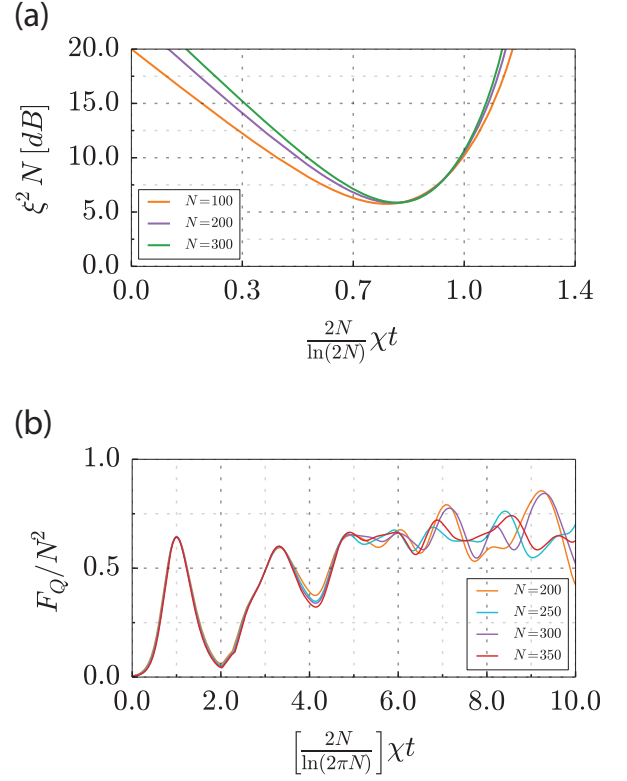 (a)
ξ² N [dB]
20.0
15.0
10.0
5.0
0.0
N=100
N=200
N=300
0.0 0.3 0.7 1.0 1.4
2N/ln(2N) χt
(b)
F_Q/N²
1.0
0.5
0.0
N=200
N=250
N=300
N=350
0.0 2.0 4.0 6.0 8.0 10.0
[2N/ln(2πN)] χt